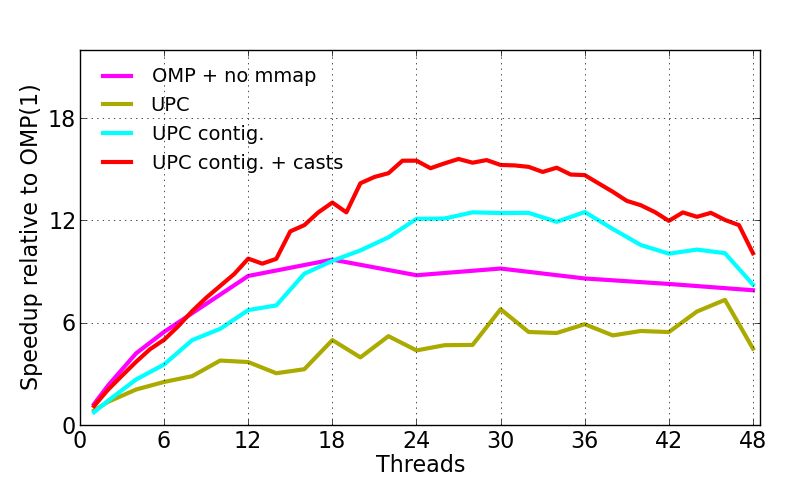 OMP + no mmap
UPC
UPC contig.
UPC contig. + casts
Speedup relative to OMP(1)
18
12
6
0
0 6 12 18 24 30 36 42 48
Threads